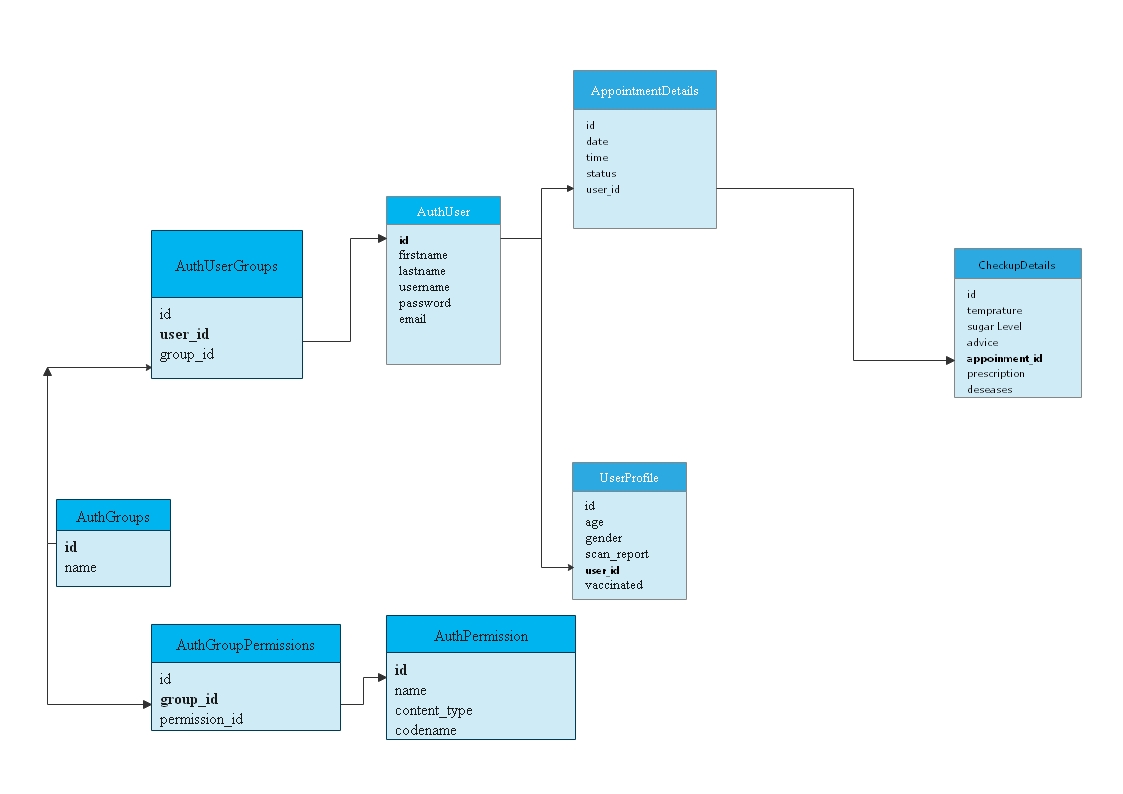 AppointmentDetails
id
date
time
status
user_id
AuthUser
id
firstname
lastname
username
password
email
AuthUserGroups
id
user_id
group_id
CheckupDetails
id
temprature
sugar Level
advice
appoinment_id
prescription
deseases
UserProfile
id
age
gender
scan_report
user_id
vaccinated
AuthGroups
id
name
AuthGroupPermissions
id
group_id
permission_id
AuthPermission
id
name
content_type
codename